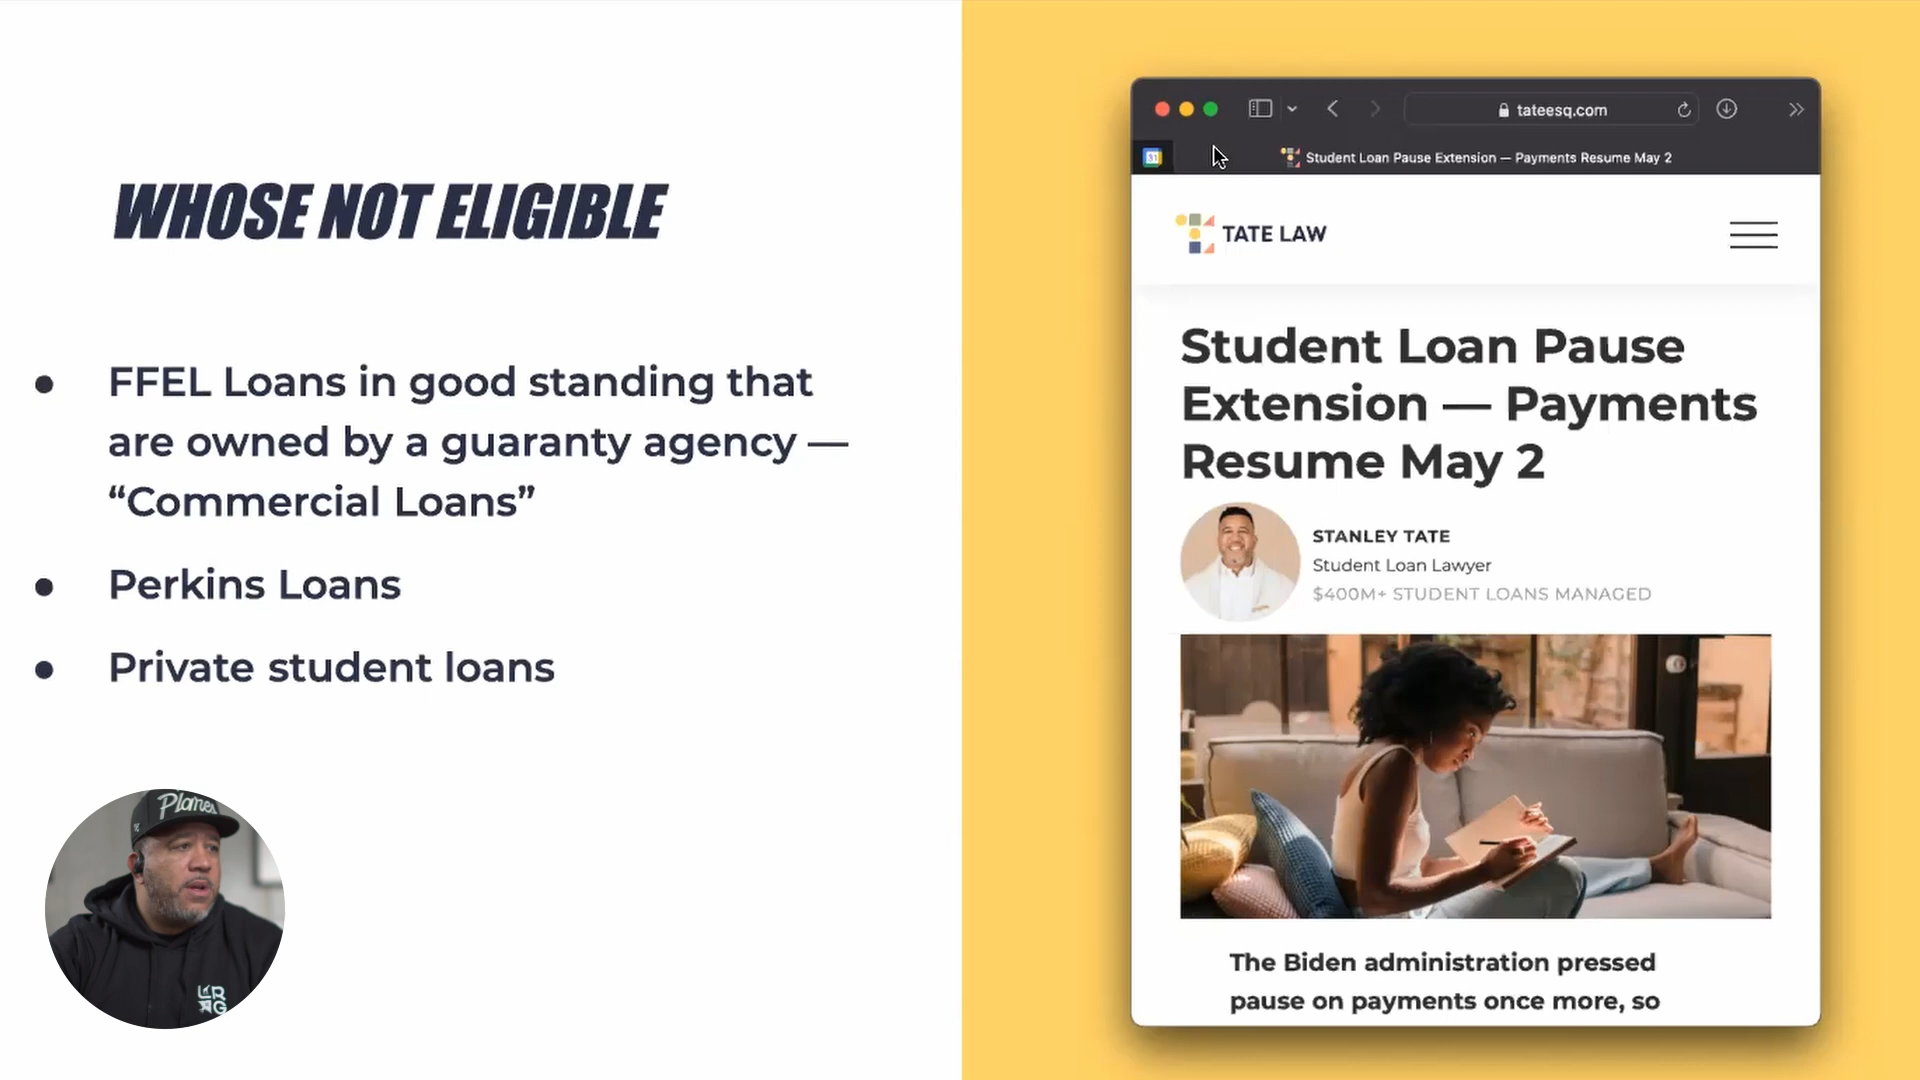 WHOSE NOT ELIGIBLE
• FFEL Loans in good standing that
are owned by a guaranty agency —
“Commercial Loans”
• Perkins Loans
• Private student loans
Planes
LRG
tateesq.com
31
Student Loan Pause Extension — Payments Resume May 2
TATE LAW
Student Loan Pause
Extension — Payments
Resume May 2
STANLEY TATE
Student Loan Lawyer
$400M+ STUDENT LOANS MANAGED
The Biden administration pressed
pause on payments once more, so